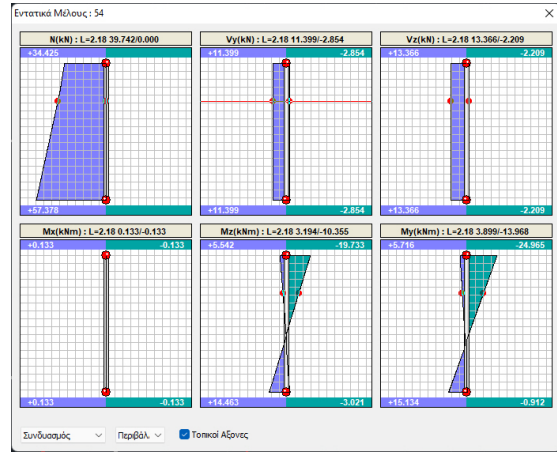 Εντατικά Μέλους : 54
N(kN) : L=2.18 39.742/0.000
+34.425
+57.378
Vy(kN) : L=2.18 11.399/-2.854
+11.399 -2.854
+11.399 -2.854
Vz(kN) : L=2.18 13.366/-2.209
+13.366 -2.209
+13.366 -2.209
Mx(kNm) : L=2.18 0.133/-0.133
+0.133 -0.133
+0.133 -0.133
Mz(kNm) : L=2.18 3.194/-10.355
+5.542 -19.733
+14.463 -3.021
My(kNm) : L=2.18 3.899/-13.968
+5.716 -24.965
+15.134 -0.912
Συνδυασμός Περιβάλ. Τοπικοί Αξονες